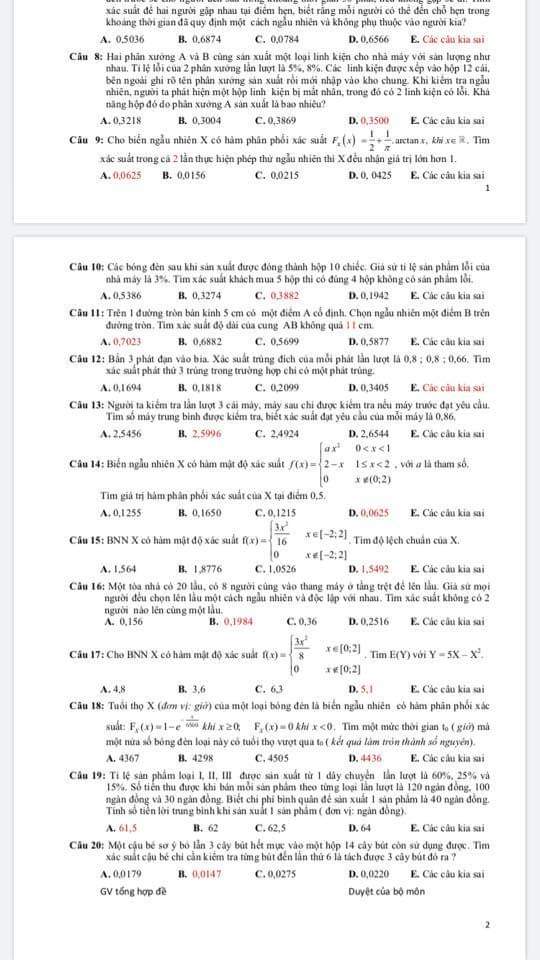 xác suất để hai người gặp nhau tại điểm hẹn, biết rằng mỗi người có thể đến chỗ hẹn trong
khoảng thời gian đã quy định một cách ngẫu nhiên và không phụ thuộc vào người kia?
A. 0,5036 B. 0,6874 C. 0,0784 D. 0,6566 E. Các câu kia sai
Câu 8: Hai phân xưởng A và B cùng sản xuất một loại linh kiện cho nhà máy với sản lượng như
nhau. Tỉ lệ lỗi của 2 phân xưởng lần lượt là 5%, 8%. Các linh kiện được xếp vào hộp 12 cái,
bên ngoài ghi rõ tên phân xưởng sản xuất rồi mới nhập vào kho chung. Khi kiểm tra ngẫu
nhiên, người ta phát hiện một hộp linh kiện bị mất nhãn, trong đó có 2 linh kiện có lỗi. Khả
năng hộp đó do phân xưởng A sản xuất là bao nhiêu?
A. 0,3218 B. 0,3004 C. 0,3869 D. 0,3500 E. Các câu kia sai
Câu 9: Cho biến ngẫu nhiên X có hàm phân phối xác suất Fₓ(x) = 1/2 + 1/π . arctan x, khi x∈ℝ. Tìm
xác suất trong cả 2 lần thực hiện phép thử ngẫu nhiên thì X đều nhận giá trị lớn hơn 1.
A. 0,0625 B. 0,0156 C. 0,0215 D. 0, 0425 E. Các câu kia sai
1
Câu 10: Các bóng đèn sau khi sản xuất được đóng thành hộp 10 chiếc. Giả sử tỉ lệ sản phẩm lỗi của
nhà máy là 3%. Tìm xác suất khách mua 5 hộp thì có đúng 4 hộp không có sản phẩm lỗi.
A. 0,5386 B. 0,3274 C. 0,3882 D. 0,1942 E. Các câu kia sai
Câu 11: Trên 1 đường tròn bán kính 5 cm có một điểm A cố định. Chọn ngẫu nhiên một điểm B trên
đường tròn. Tìm xác suất độ dài của cung AB không quá 11 cm.
A. 0,7023 B. 0,6882 C. 0,5699 D. 0,5877 E. Các câu kia sai
Câu 12: Bắn 3 phát đạn vào bia. Xác suất trúng đích của mỗi phát lần lượt là 0,8 ; 0,8 ; 0,66. Tìm
xác suất phát thứ 3 trúng trong trường hợp chỉ có một phát trúng.
A. 0,1694 B. 0,1818 C. 0,2099 D. 0,3405 E. Các câu kia sai
Câu 13: Người ta kiểm tra lần lượt 3 cái máy, máy sau chỉ được kiểm tra nếu máy trước đạt yêu cầu.
Tìm số máy trung bình được kiểm tra, biết xác suất đạt yêu cầu của mỗi máy là 0,86.
A. 2,5456 B. 2,5996 C. 2,4924 D. 2,6544 E. Các câu kia sai
Câu 14: Biến ngẫu nhiên X có hàm mật độ xác suất f(x) = { ax² 0 < x < 1
2 − x 1 ≤ x < 2 , với a là tham số.
0 x ∉ (0;2)
Tìm giá trị hàm phân phối xác suất của X tại điểm 0,5.
A. 0,1255 B. 0,1650 C. 0,1215 D. 0,0625 E. Các câu kia sai
Câu 15: BNN X có hàm mật độ xác suất f(x) = { 3x²/16 x ∈ [−2; 2] . Tìm độ lệch chuẩn của X.
0 x ∉ [−2; 2]
A. 1,564 B. 1,8776 C. 1,0526 D. 1,5492 E. Các câu kia sai
Câu 16: Một tòa nhà có 20 lầu, có 8 người cùng vào thang máy ở tầng trệt để lên lầu. Giả sử mọi
người đều chọn lên lầu một cách ngẫu nhiên và độc lập với nhau. Tìm xác suất không có 2
người nào lên cùng một lầu.
A. 0,156 B. 0,1984 C. 0,36 D. 0,2516 E. Các câu kia sai
Câu 17: Cho BNN X có hàm mật độ xác suất f(x) = { 3x²/8 x ∈ [0; 2] . Tìm E(Y) với Y = 5X – X².
0 x ∉ [0; 2]
A. 4,8 B. 3,6 C. 6,3 D. 5,1 E. Các câu kia sai
Câu 18: Tuổi thọ X (đơn vị: giờ) của một loại bóng đèn là biến ngẫu nhiên có hàm phân phối xác
suất: Fₓ(x) = 1 − e khi x ≥ 0; Fₓ(x) = 0 khi x < 0. Tìm một mức thời gian t₀ ( giờ) mà
một nửa số bóng đèn loại này có tuổi thọ vượt qua t₀ ( kết quả làm tròn thành số nguyên).
A. 4367 B. 4298 C. 4505 D. 4436 E. Các câu kia sai
Câu 19: Tỉ lệ sản phẩm loại I, II, III được sản xuất từ 1 dây chuyền lần lượt là 60%, 25% và
15%. Số tiền thu được khi bán mỗi sản phẩm theo từng loại lần lượt là 120 ngàn đồng, 100
ngàn đồng và 30 ngàn đồng. Biết chi phí bình quân để sản xuất 1 sản phẩm là 40 ngàn đồng.
Tính số tiền lời trung bình khi sản xuất 1 sản phẩm ( đơn vị: ngàn đồng).
A. 61,5 B. 62 C. 62,5 D. 64 E. Các câu kia sai
Câu 20: Một cậu bé sơ ý bỏ lẫn 3 cây bút hết mực vào một hộp 14 cây bút còn sử dụng được. Tìm
xác suất cậu bé chỉ cần kiểm tra từng bút đến lần thứ 6 là tách được 3 cây bút đó ra ?
A. 0,0179 B. 0,0147 C. 0,0275 D. 0,0220 E. Các câu kia sai
GV tổng hợp đề Duyệt của bộ môn
2